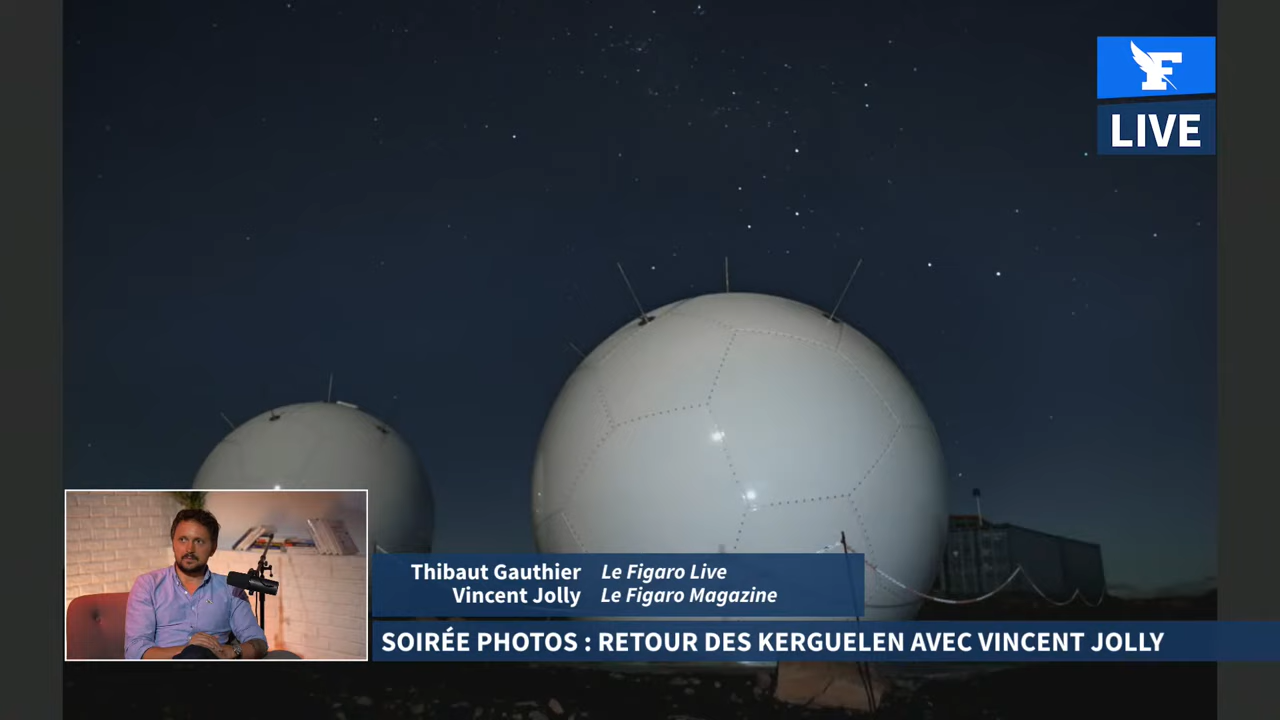 F
LIVE
Thibaut Gauthier Le Figaro Live
Vincent Jolly Le Figaro Magazine
SOIRÉE PHOTOS : RETOUR DES KERGUELEN AVEC VINCENT JOLLY